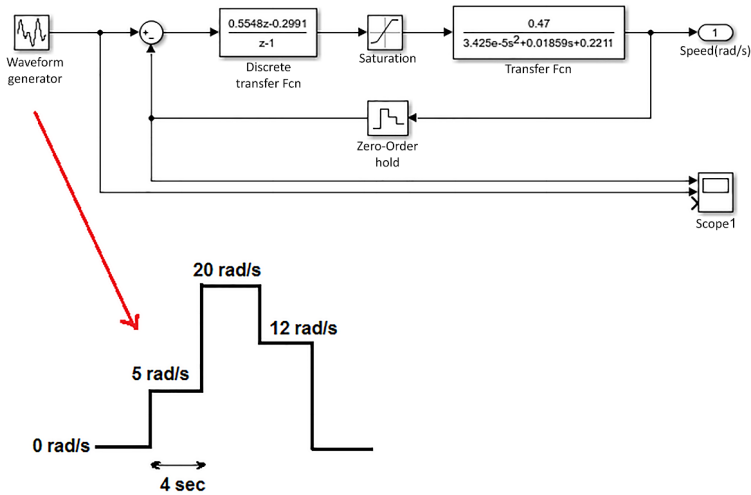 Waveform
generator
+
-
0.5548z-0.2991
z-1
Discrete
transfer Fcn
Saturation
0.47
3.425e-5s²+0.01859s+0.2211
Transfer Fcn
1
Speed(rad/s)
Zero-Order
hold
Scope1
20 rad/s
12 rad/s
5 rad/s
0 rad/s
4 sec